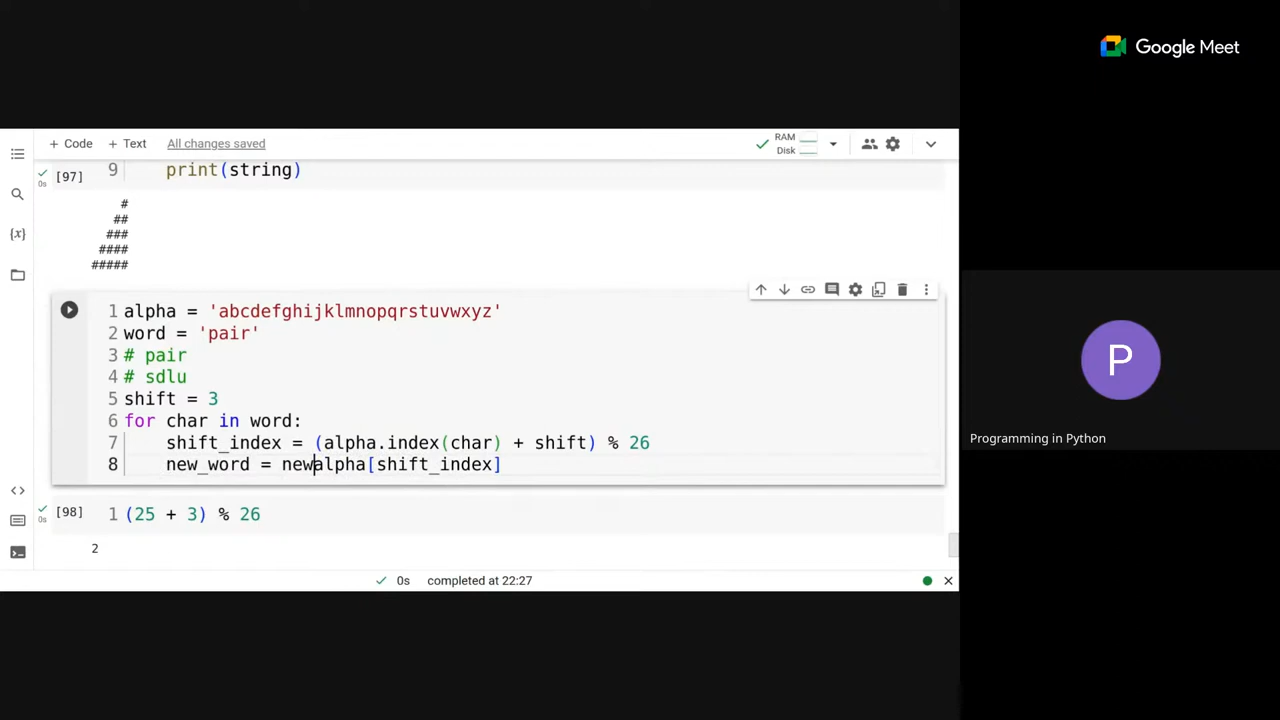 Google Meet
+ Code + Text All changes saved RAM
Disk
[97] 9 print(string)
0s
#
##
###
####
#####
{x}
1 alpha = 'abcdefghijklmnopqrstuvwxyz'
2 word = 'pair'
3 # pair
4 # sdlu
5 shift = 3
6 for char in word:
7 shift_index = (alpha.index(char) + shift) % 26
8 new_word = newalpha[shift_index]
P
Programming in Python
[98] 1 (25 + 3) % 26
0s
2
0s completed at 22:27